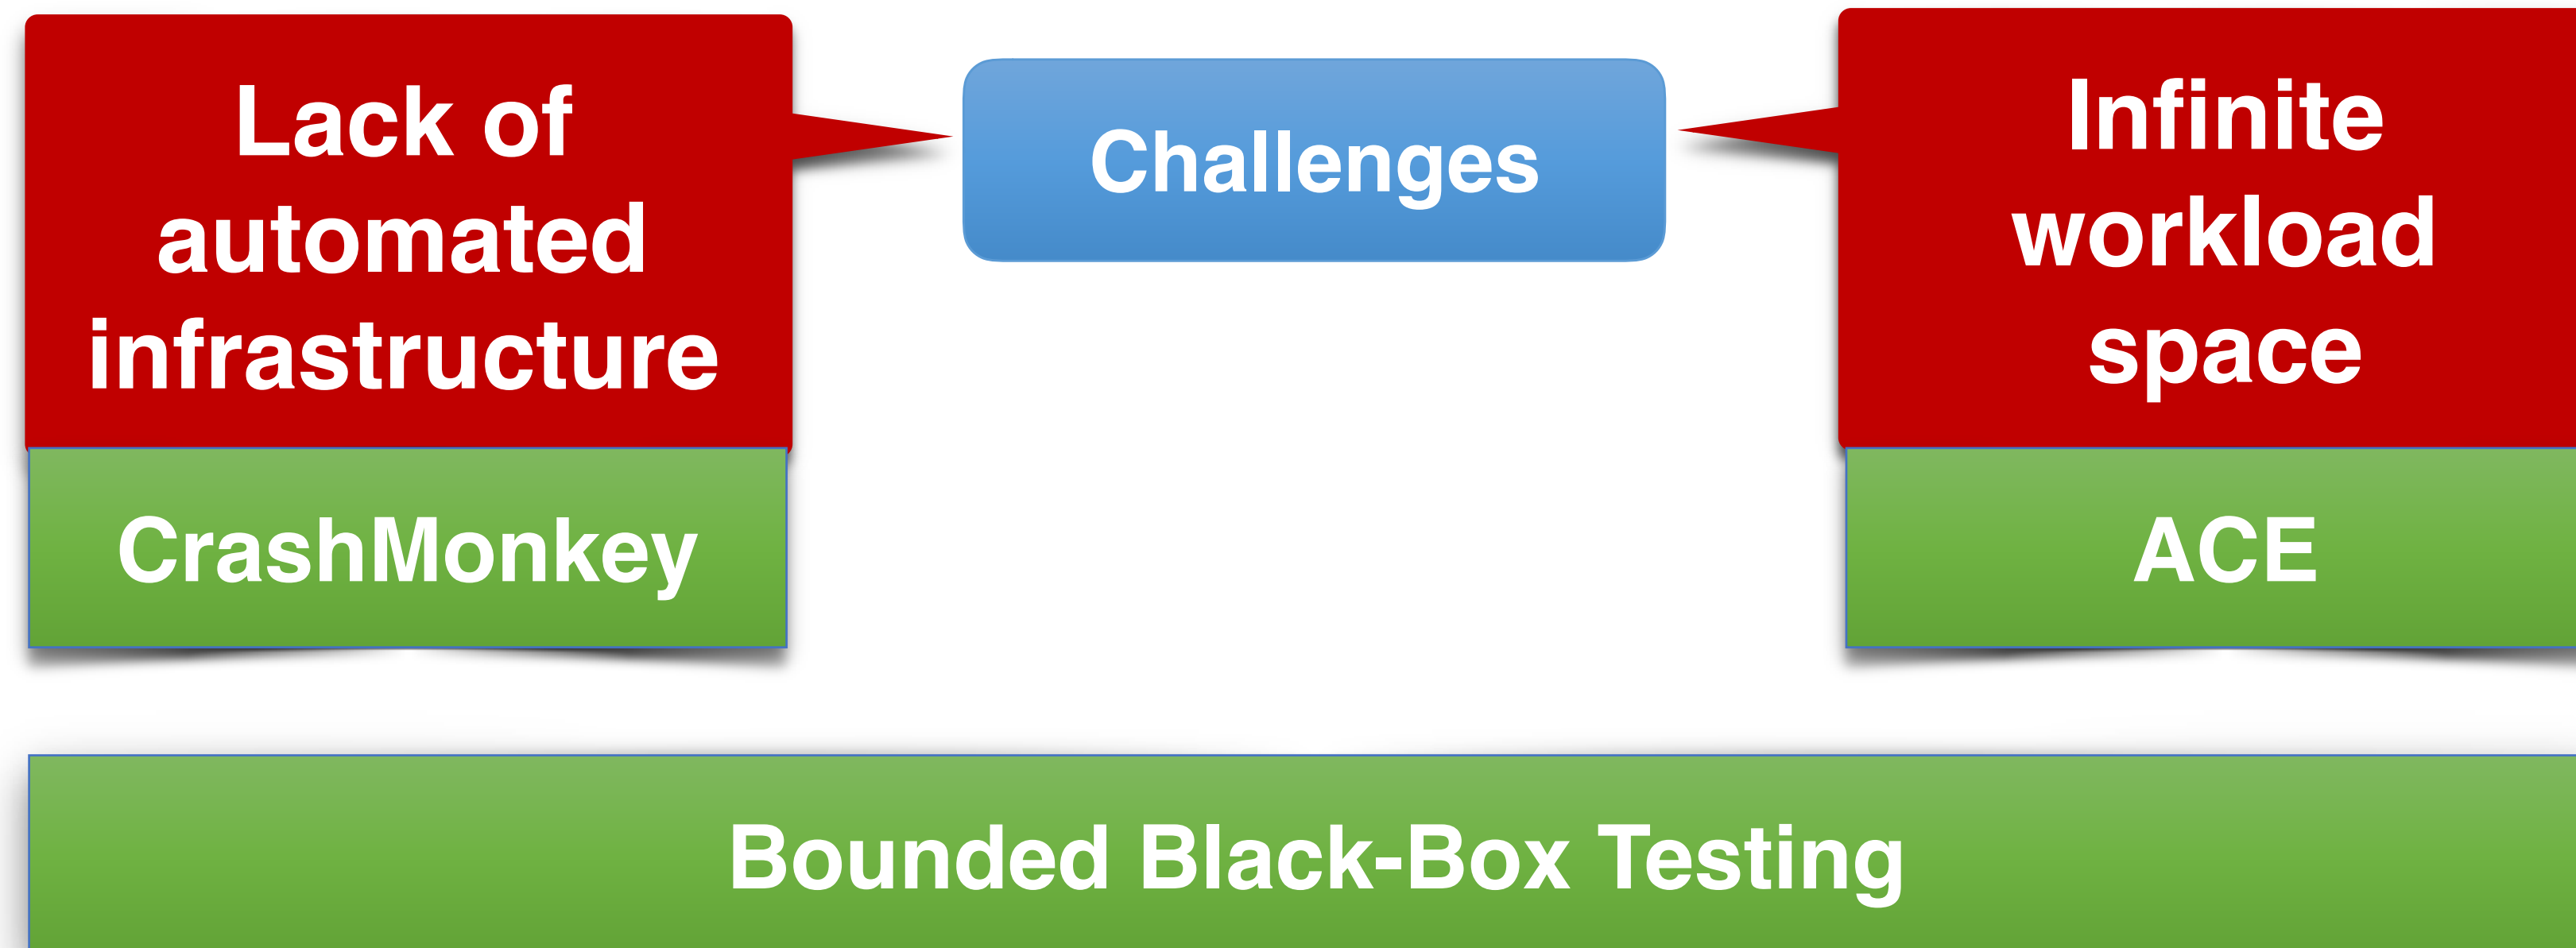 Lack of
automated
infrastructure
Challenges
Infinite
workload
space
CrashMonkey
ACE
Bounded Black-Box Testing